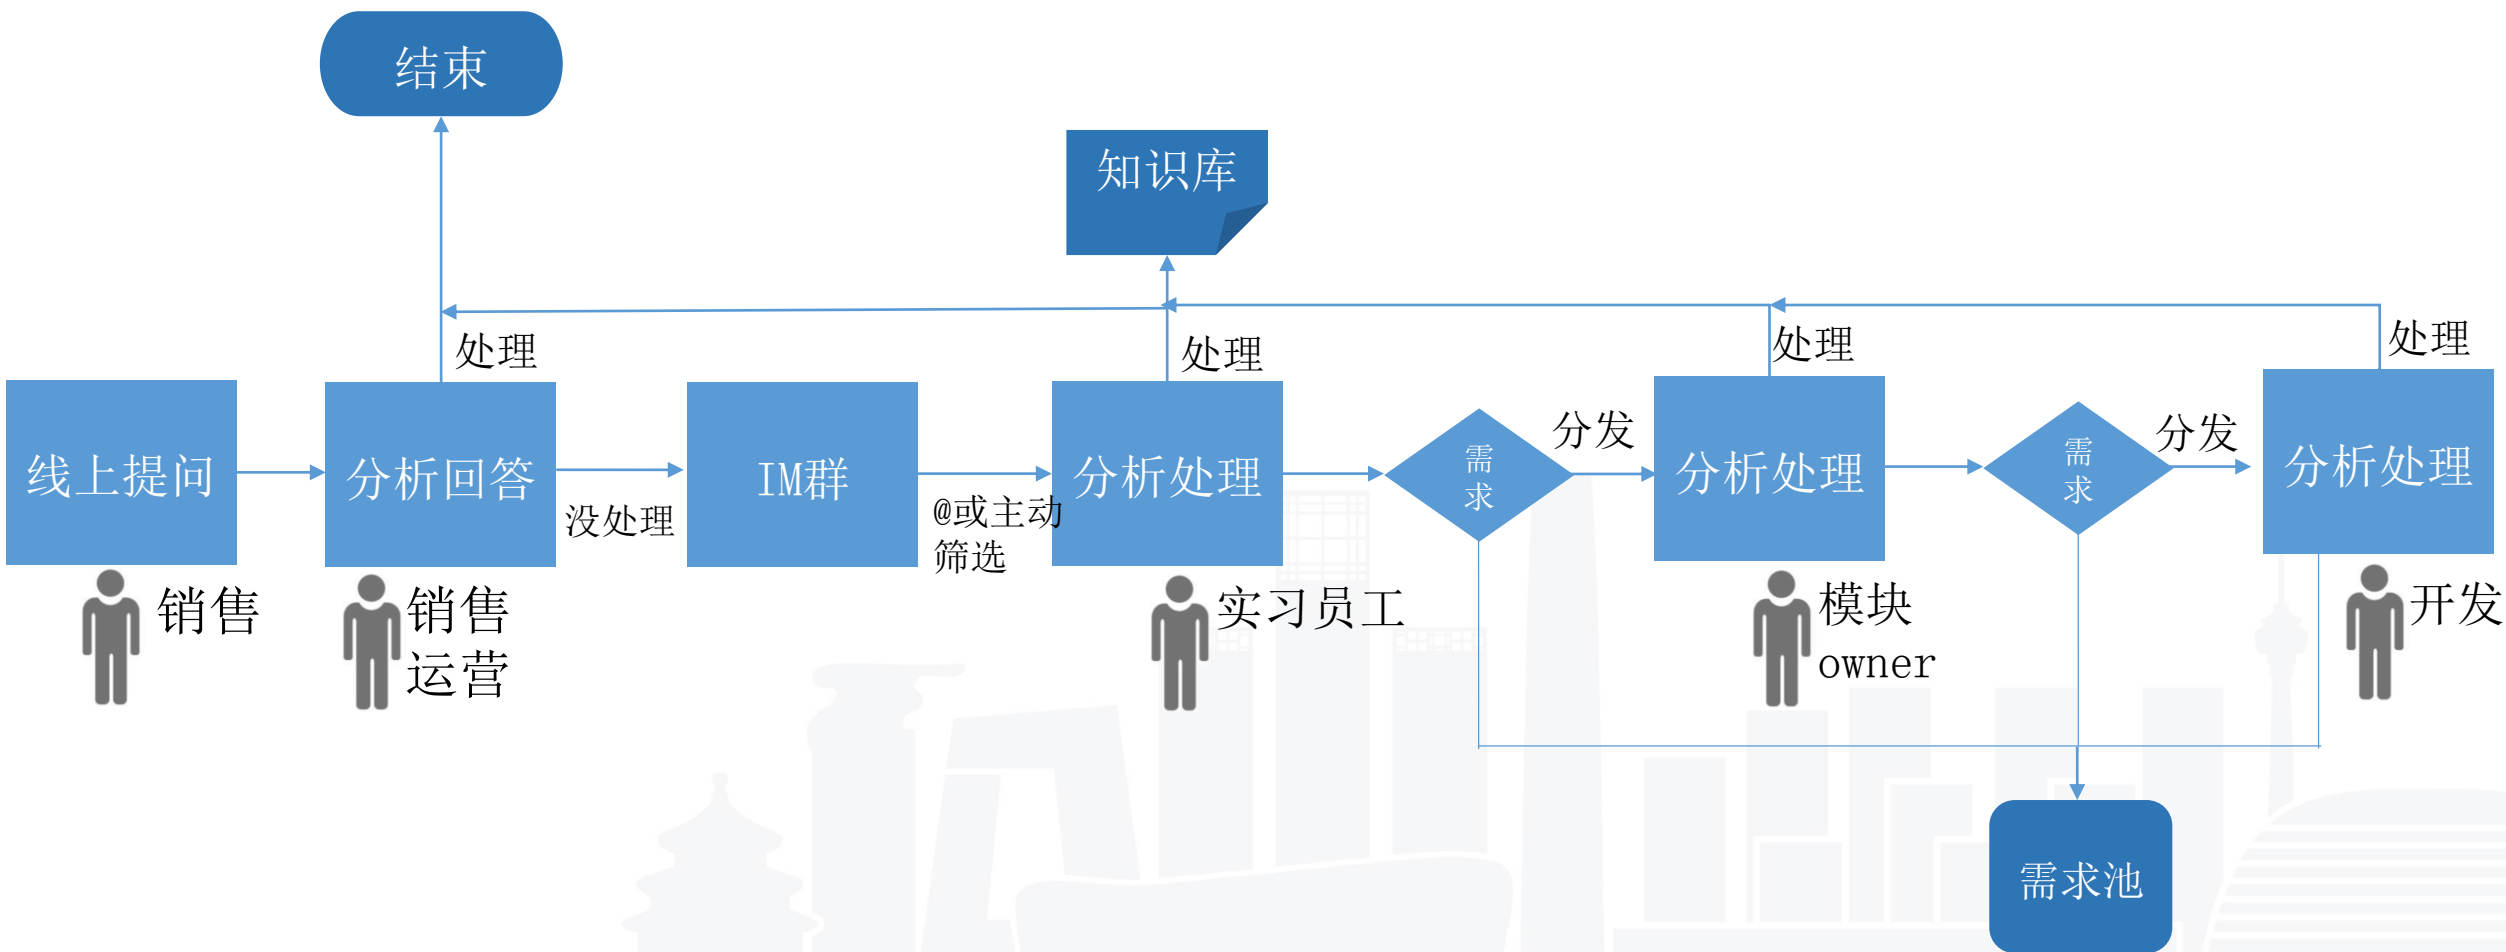 结束
知识库
处理
处理
处理
处理
线上提问
分析回答
没处理
IM群
@或主动
筛选
分析处理
需
求
分发
分析处理
需
求
分发
分析处理
销售
销售
运营
实习员工
模块
owner
开发
需求池